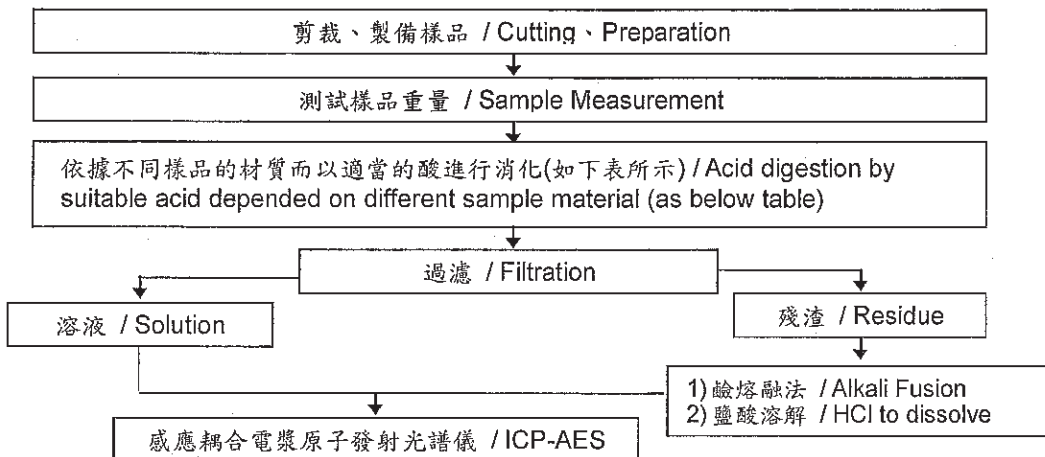 剪裁、製備樣品 / Cutting、Preparation
測試樣品重量 / Sample Measurement
依據不同樣品的材質而以適當的酸進行消化(如下表所示) / Acid digestion by
suitable acid depended on different sample material (as below table)
過濾 / Filtration
溶液 / Solution
殘渣 / Residue
1) 鹼熔融法 / Alkali Fusion
2) 鹽酸溶解 / HCl to dissolve
感應耦合電漿原子發射光譜儀 / ICP-AES